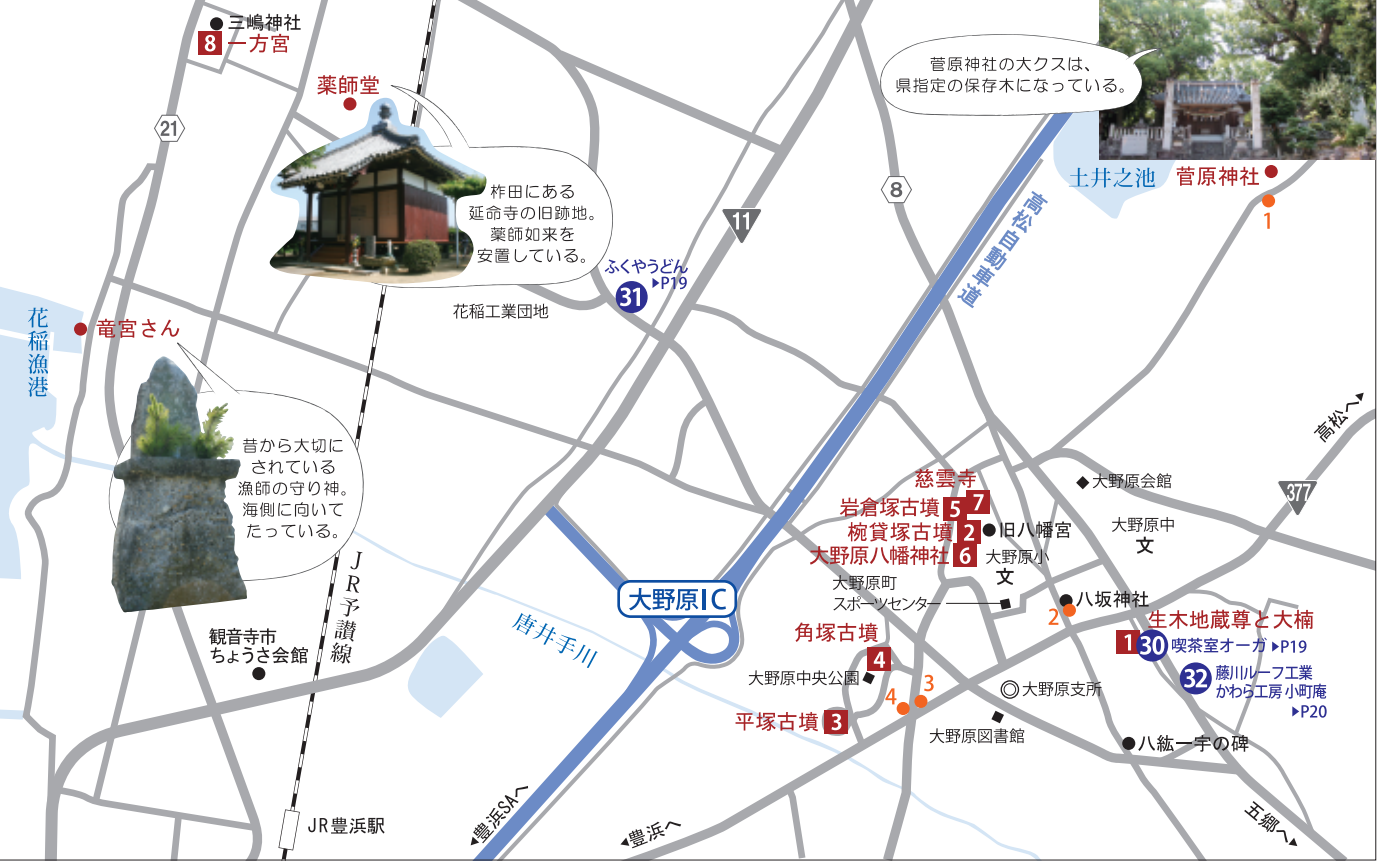 三嶋神社
8 一方宮
薬師堂
21
柞田にある
延命寺の旧跡地。
薬師如来を
安置している。
菅原神社の大クスは、
県指定の保存木になっている。
土井之池
菅原神社
1
8
11
高松自動車道
ふくやうどん
▶P19
31
花稲工業団地
花稲漁港
竜宮さん
昔から大切に
されている
漁師の守り神。
海側に向いて
たっている。
JR予讃線
高松へ
377
慈雲寺
7
岩倉塚古墳 5
椀貸塚古墳 2
大野原八幡神社 6
旧八幡宮
大野原小
文
大野原会館
大野原中
文
大野原町
スポーツセンター
八坂神社
2
大野原IC
唐井手川
観音寺市
ちょうさ会館
角塚古墳
4
大野原中央公園
4
3
平塚古墳 3
大野原支所
大野原図書館
生木地蔵尊と大楠
1 30 喫茶室オーガ ▶P19
32 藤川ルーフ工業
かわら工房 小町庵
▶P20
八紘一宇の碑
JR豊浜駅
豊浜SAへ
豊浜へ
五郷へ